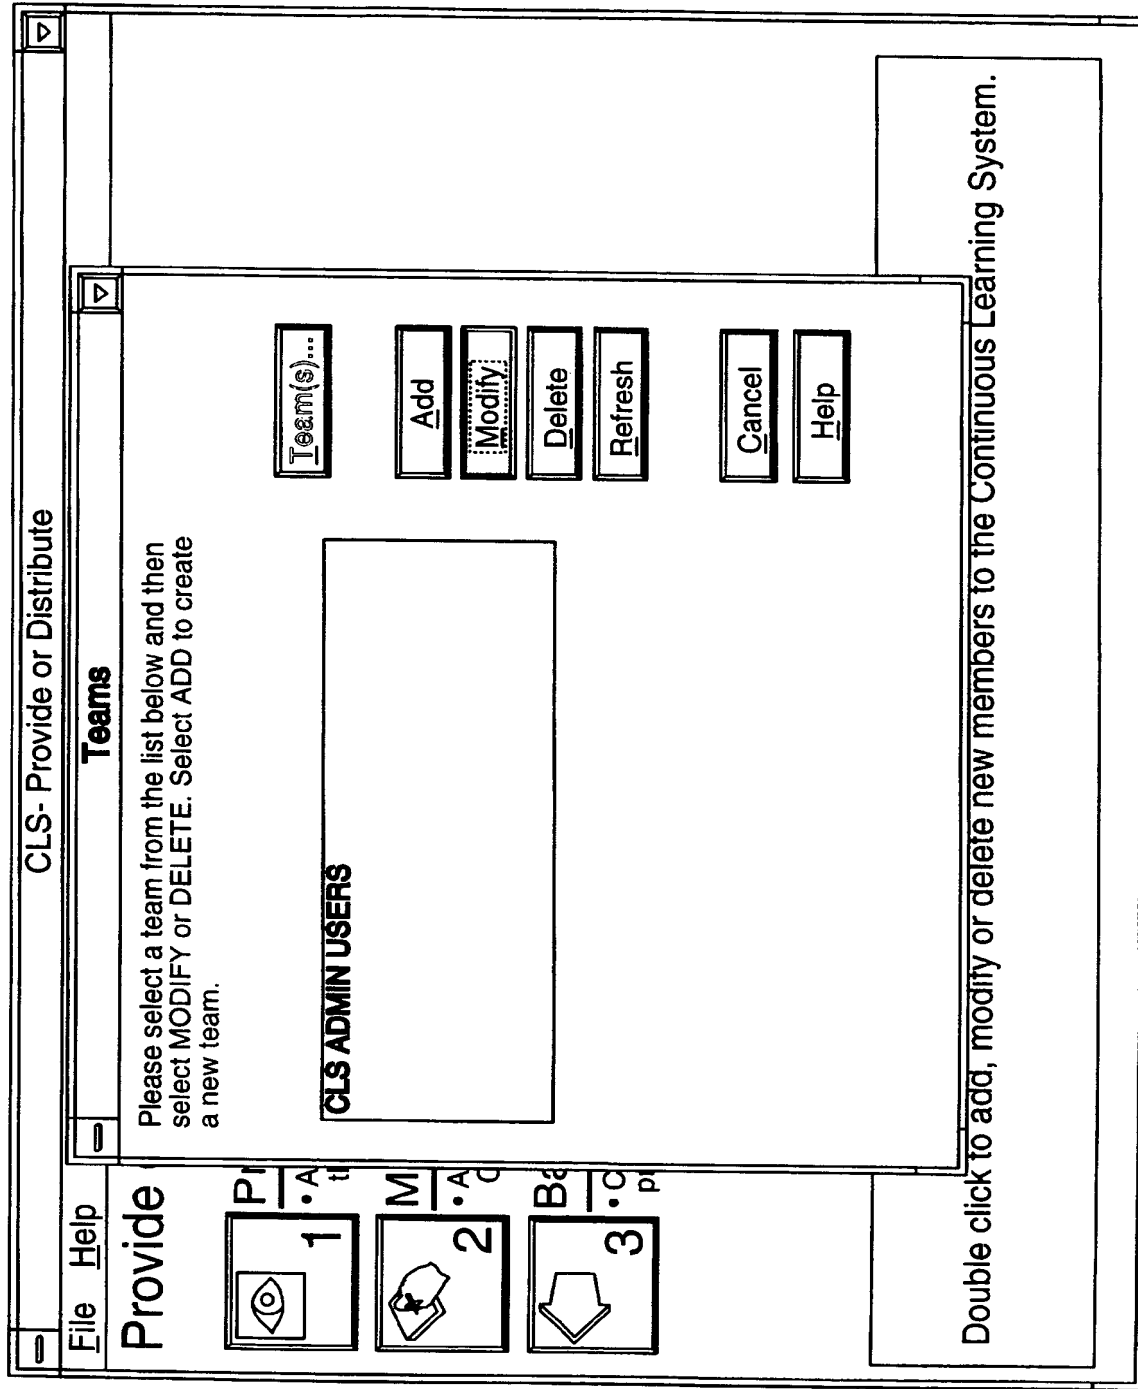 CLS- Provide or Distribute
File Help
Teams
Provide
Please select a team from the list below and then
select MODIFY or DELETE. Select ADD to create
a new team.
Team(s)...
1
CLS ADMIN USERS
Add
2
Modify
Delete
3
Refresh
Cancel
Help
Double click to add, modify or delete new members to the Continuous Learning System.